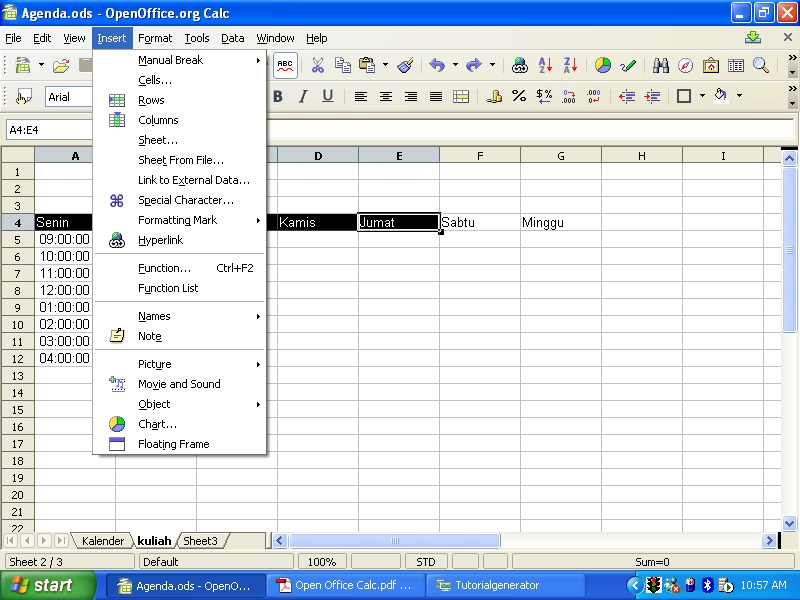 Agenda.ods - OpenOffice.org Calc
File Edit View Insert Format Tools Data Window Help
ABC
Arial B I U
A4:E4
Manual Break
Cells...
Rows
Columns
Sheet...
Sheet From File...
Link to External Data...
Special Character...
Formatting Mark
Hyperlink
Function... Ctrl+F2
Function List
Names
Note
Picture
Movie and Sound
Object
Chart...
Floating Frame
A D E F G H I
1
2
3
4 Senin Kamis Jumat Sabtu Minggu
5 09:00:00
6 10:00:00
7 11:00:00
8 12:00:00
9 01:00:00
10 02:00:00
11 03:00:00
12 04:00:00
13
14
15
16
17
18
19
20
21
22
Kalender kuliah Sheet3
Sheet 2 / 3 Default 100% STD Sum=0
start Agenda.ods - OpenO... Open Office Calc.pdf ... Tutorialgenerator 10:57 AM